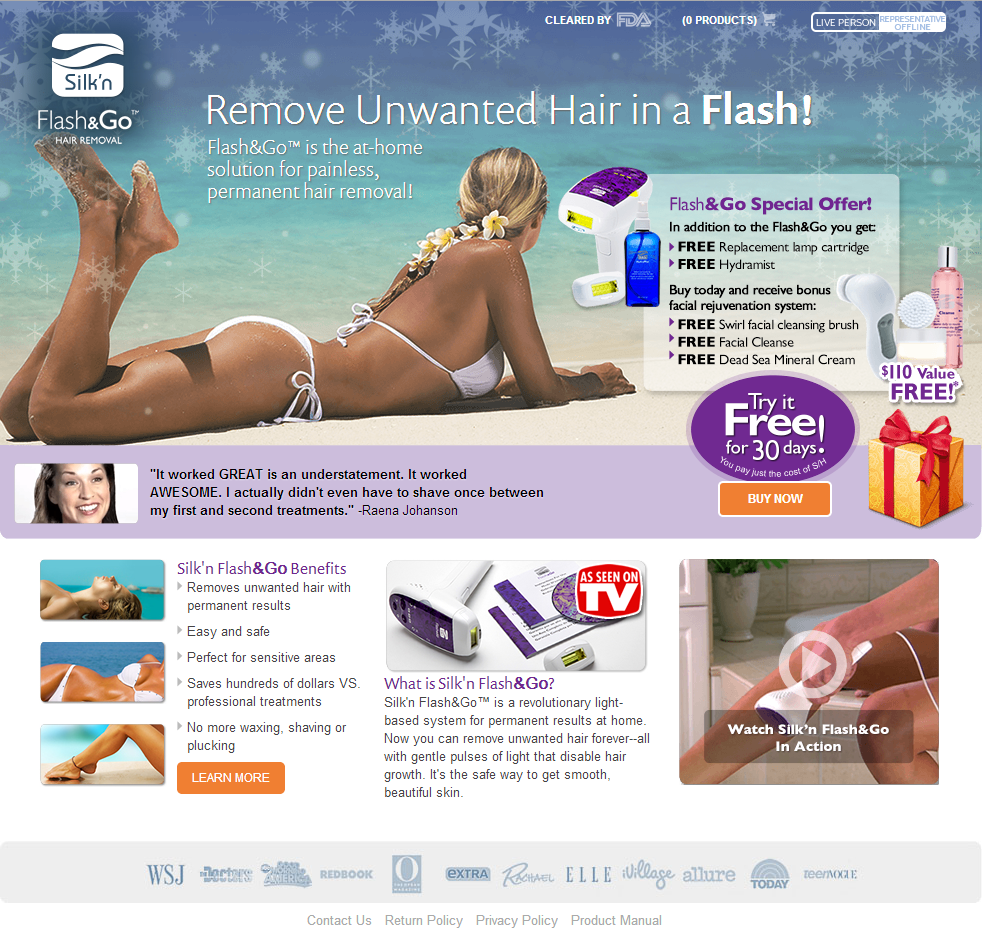 CLEARED BY FDA
(0 PRODUCTS)
LIVE PERSON
REPRESENTATIVE
OFFLINE
Silk'n
Flash&Go™
HAIR REMOVAL
Remove Unwanted Hair in a Flash!
Flash&Go™ is the at-home
solution for painless,
permanent hair removal!
Flash&Go Special Offer!
In addition to the Flash&Go you get:
FREE Replacement lamp cartridge
FREE Hydramist
Buy today and receive bonus
facial rejuvenation system:
FREE Swirl facial cleansing brush
FREE Facial Cleanse
FREE Dead Sea Mineral Cream
Cleanse
$110 Value
FREE!*
Try it
Free!
for 30 days
You pay just the cost of S/H
BUY NOW
"It worked GREAT is an understatement. It worked
AWESOME. I actually didn't even have to shave once between
my first and second treatments." -Raena Johanson
Silk'n Flash&Go Benefits
Removes unwanted hair with
permanent results
Easy and safe
Perfect for sensitive areas
Saves hundreds of dollars VS.
professional treatments
No more waxing, shaving or
plucking
LEARN MORE
AS SEEN ON
TV
What is Silk'n Flash&Go?
Silk'n Flash&Go™ is a revolutionary light-
based system for permanent results at home.
Now you can remove unwanted hair forever--all
with gentle pulses of light that disable hair
growth. It's the safe way to get smooth,
beautiful skin.
Watch Silk'n Flash&Go
In Action
WSJ
The Doctors
Good Morning America
REDBOOK
O
extra
Rachael
ELLE
iVillage
allure
TODAY
teenVOGUE
Contact Us
Return Policy
Privacy Policy
Product Manual